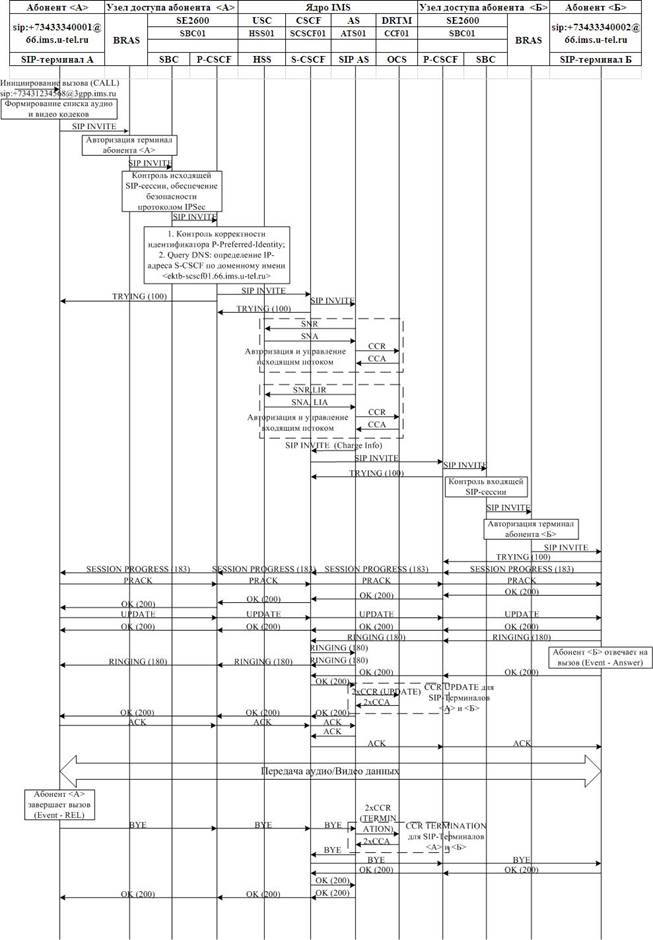 Абонент <А>
Узел доступа абонента <А>
Ядро IMS
Узел доступа абонента <Б>
Абонент <Б>
sip:+73433340001@
66.ims.u-tel.ru
BRAS
SE2600
SBC01
USC
HSS01
CSCF
SCSCF01
AS
ATS01
DRTM
CCF01
SE2600
SBC01
BRAS
sip:+73433340002@
66.ims.u-tel.ru
SIP-терминал А
SBC
P-CSCF
HSS
S-CSCF
SIP AS
OCS
P-CSCF
SBC
SIP-терминал Б
Инициирование вызова (CALL)
sip:+73431234568@3gpp.ims.ru
Формирование списка аудио
и видео кодеков
SIP INVITE
Авторизация терминал
абонента <А>
SIP INVITE
Контроль исходящей
SIP-сессии, обеспечение
безопасности
протоколом IPSec
SIP INVITE
1. Контроль корректности
идентификатора P-Preferred-Identity;
2. Query DNS: определение IP-
адреса S-CSCF по доменному имени
<ektb-scscf01.66.ims.u-tel.ru>
SIP INVITE
TRYING (100)
SIP INVITE
TRYING (100)
SNR
SNA
CCR
Авторизация и управление
исходящим потоком
CCA
SNR,LIR
SNA, LIA
CCR
Авторизация и управление
входящим потоком
CCA
SIP INVITE (Charge Info)
SIP INVITE
SIP INVITE
TRYING (100)
Контроль входящей
SIP-сессии
SIP INVITE
Авторизация терминал
абонента <Б>
SIP INVITE
TRYING (100)
SESSION PROGRESS (183) SESSION PROGRESS (183) SESSION PROGRESS (183) SESSION PROGRESS (183)
PRACK PRACK PRACK PRACK
OK (200) OK (200) OK (200) OK (200)
UPDATE UPDATE UPDATE UPDATE
OK (200) OK (200) OK (200) OK (200)
RINGING (180) RINGING (180)
RINGING (180)
RINGING (180) RINGING (180) RINGING (180)
Абонент <Б> отвечает на
вызов (Event - Answer)
OK (200) OK (200)
OK (200)
2xCCR (UPDATE)
2xCCA
CCR UPDATE для
SIP-Терминалов
<А> и <Б>
OK (200) OK (200) OK (200)
ACK ACK ACK
ACK
ACK ACK
Передача аудио/Видео данных
Абонент <А>
завершает вызов
(Event - REL)
BYE BYE BYE
2xCCR
(TERMIN
ATION)
2xCCA
CCR TERMINATION
для SIP-Терминалов
<А> и <Б>
BYE
BYE BYE
OK (200) OK (200)
OK (200)
OK (200) OK (200) OK (200)